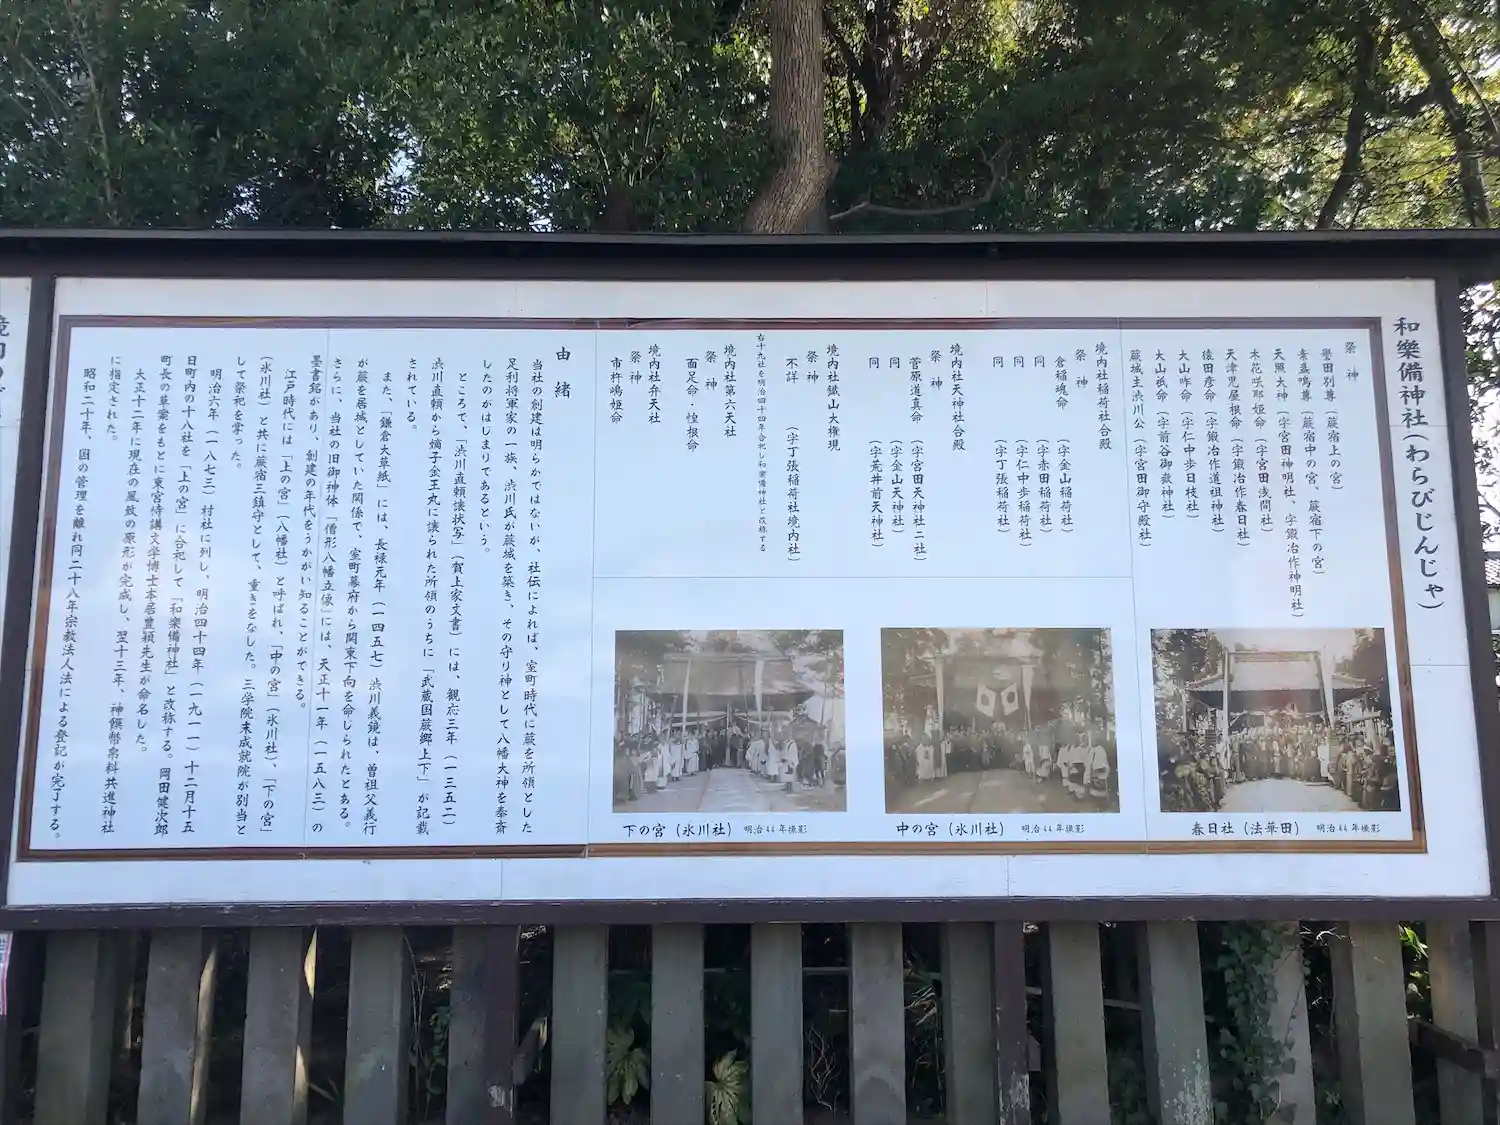 和樂備神社(わらびじんじゃ)
祭神
譽田別尊(蕨宿上の宮)
素盞鳴尊(蕨宿中の宮、蕨宿下の宮)
天照大神(字宮田神明社、字鍛冶作神明社)
木花咲耶姫命(字宮田浅間社)
天津児屋根命(字鍛冶作春日社)
猿田彦命(字鍛冶作道祖神社)
大山咋命(字仁中歩日枝社)
大山祇命(字前谷御嶽神社)
蕨城主渋川公(字宮田御守殿社)
境内社稲荷社合殿
祭神
倉稲魂命(字金山稲荷社)
同(字赤田稲荷社)
同(字仁中歩稲荷社)
同(字丁張稲荷社)
境内社天神社合殿
祭神
菅原道真命(字宮田天神社二社)
同(字金山天神社)
同(字荒井前天神社)
境内社鐵山大権現
祭神
不詳(字丁張稲荷社境内社)
右十九社を明治四十四年合祀し和樂備神社と改称する
境内社第六天社
祭神
面足命・惶根命
境内社弁天社
祭神
市杵嶋姫命
由緒
当社の創建は明らかではないが、社伝によれば、室町時代に蕨を所領とした
足利将軍家の一族、渋川氏が蕨城を築き、その守り神として八幡大神を奉斎
したのがはじまりであるという。
ところで、「渋川直頼譲状写」(賀上家文書)には、観応三年(一三五二)
渋川直頼から嫡子金王丸に譲られた所領のうちに「武蔵国蕨郷上下」が記載
されている。
また、「鎌倉大草紙」には、長禄元年(一四五七)渋川義鏡は、曽祖父義行
が蕨を居城としていた関係で、室町幕府から関東下向を命じられたとある。
さらに、当社の旧御神体「僧形八幡立像」には、天正十一年(一五八三)の
墨書銘があり、創建の年代をうかがい知ることができる。
江戸時代には「上の宮」(八幡社)と呼ばれ、「中の宮」(氷川社)、「下の宮」
(氷川社)と共に蕨宿三鎮守として、重きをなした。三学院末成就院が別当と
して祭祀を掌った。
明治六年(一八七三)村社に列し、明治四十四年(一九一一)十二月十五
日町内の十八社を「上の宮」に合祀して「和樂備神社」と改称する。岡田健次郎
町長の草案をもとに東宮侍講文学博士本居豊穎先生が命名した。
大正十二年に現在の風致の原形が完成し、翌十三年、神饌幣帛料共進神社
に指定された。
昭和二十年、国の管理を離れ同二十八年宗教法人法による登記が完了する。
春日社(法華田) 明治44年撮影
中の宮(氷川社) 明治44年撮影
下の宮(氷川社) 明治44年撮影